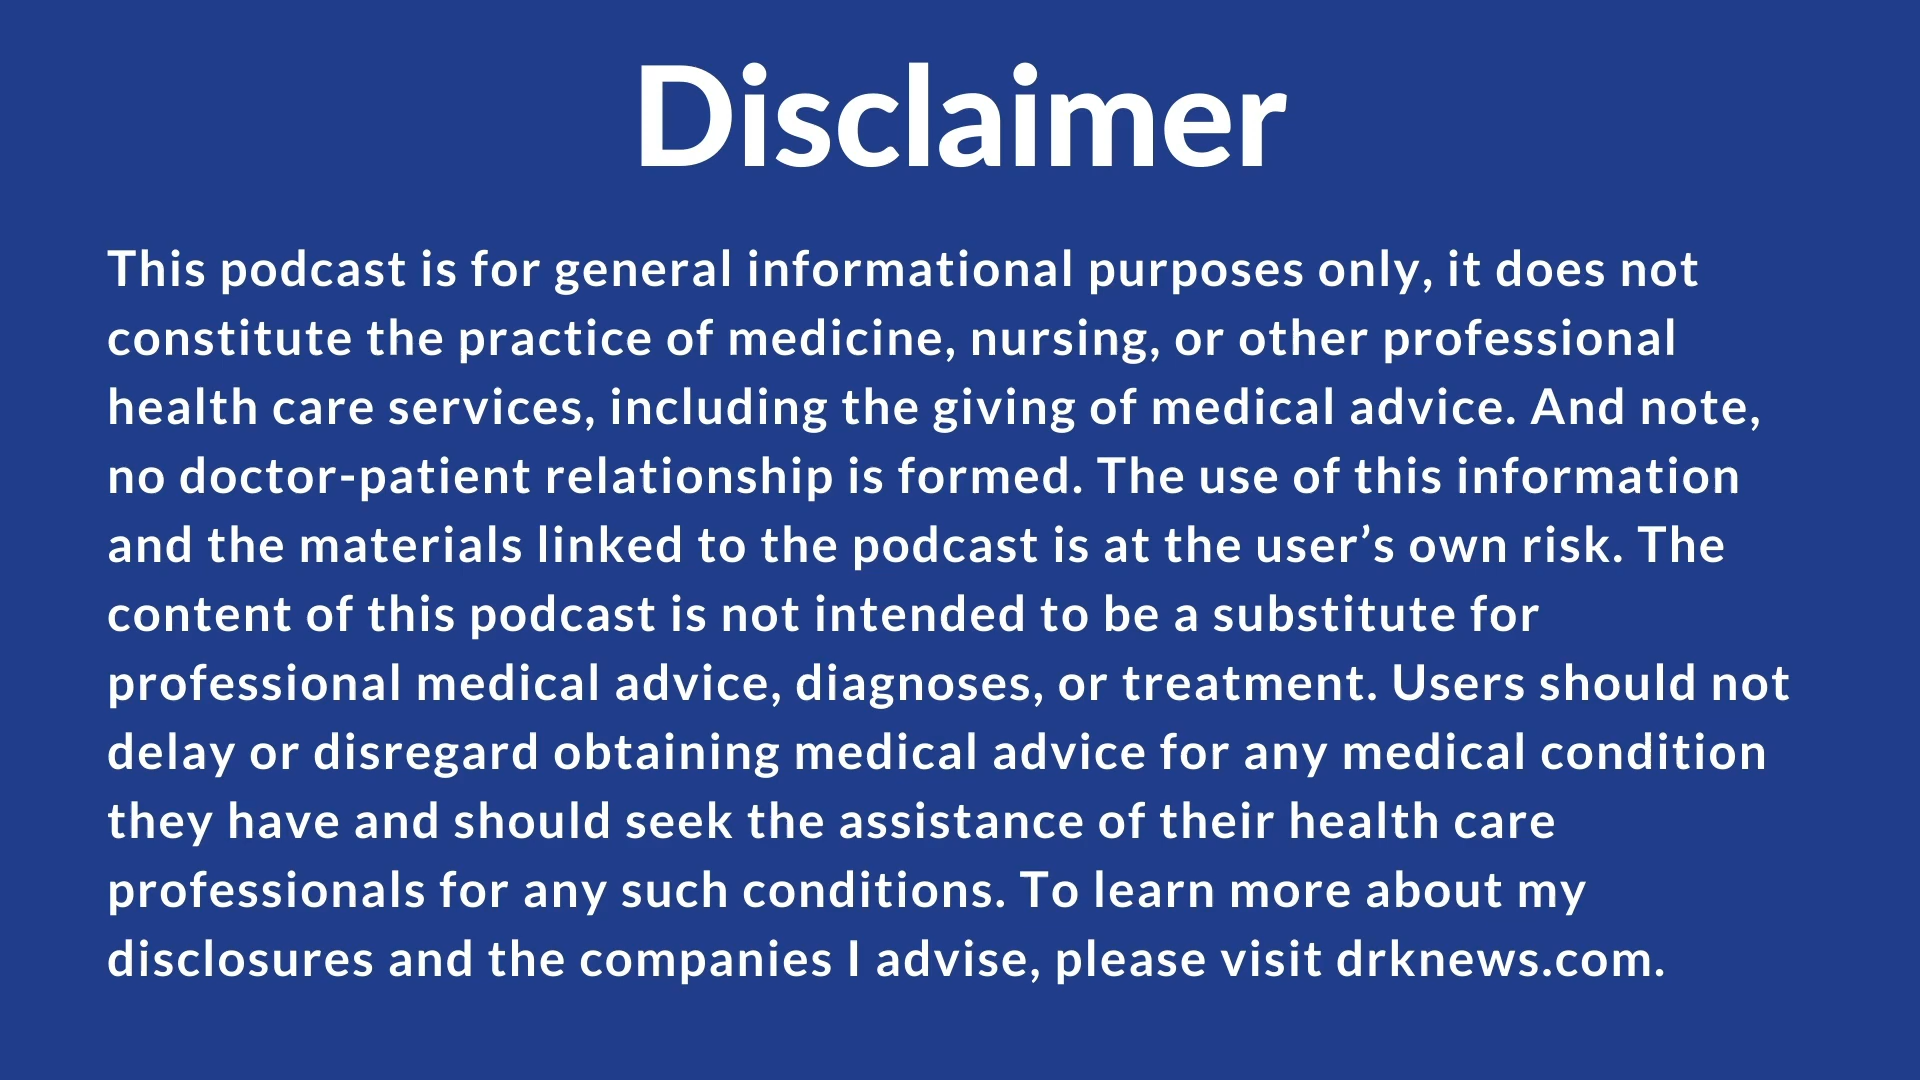 Disclaimer
This podcast is for general informational purposes only, it does not
constitute the practice of medicine, nursing, or other professional
health care services, including the giving of medical advice. And note,
no doctor-patient relationship is formed. The use of this information
and the materials linked to the podcast is at the user’s own risk. The
content of this podcast is not intended to be a substitute for
professional medical advice, diagnoses, or treatment. Users should not
delay or disregard obtaining medical advice for any medical condition
they have and should seek the assistance of their health care
professionals for any such conditions. To learn more about my
disclosures and the companies I advise, please visit drknews.com.